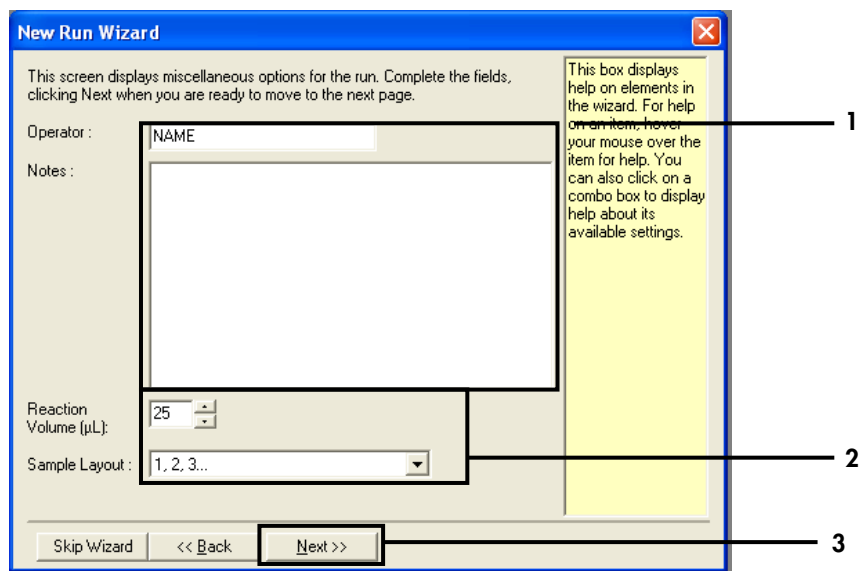 New Run Wizard
This screen displays miscellaneous options for the run. Complete the fields,
clicking Next when you are ready to move to the next page.
This box displays
help on elements in
the wizard. For help
on an item, hover
your mouse over the
item for help. You
can also click on a
combo box to display
help about its
available settings.
1
Operator :
NAME
Notes :
Reaction
Volume (µL):
25
Sample Layout :
1, 2, 3...
2
Skip Wizard
<< Back
Next >>
3